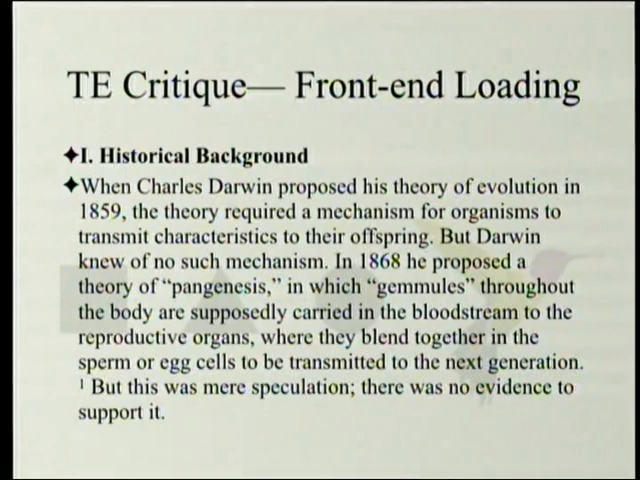 TE Critique— Front-end Loading
✦I. Historical Background
✦When Charles Darwin proposed his theory of evolution in
1859, the theory required a mechanism for organisms to
transmit characteristics to their offspring. But Darwin
knew of no such mechanism. In 1868 he proposed a
theory of “pangenesis,” in which “gemmules” throughout
the body are supposedly carried in the bloodstream to the
reproductive organs, where they blend together in the
sperm or egg cells to be transmitted to the next generation.
¹ But this was mere speculation; there was no evidence to
support it.